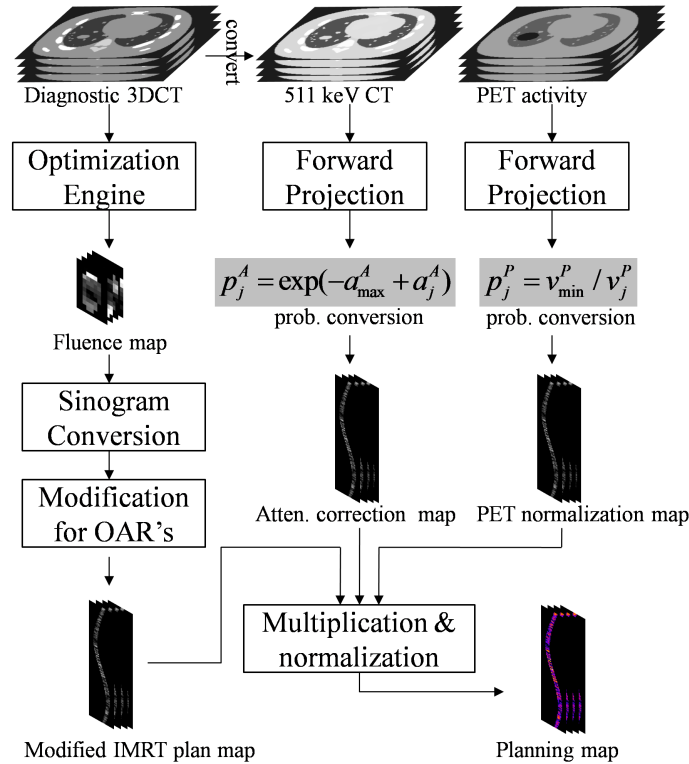 convert
Diagnostic 3DCT
511 keV CT
PET activity
Optimization
Engine
Forward
Projection
Forward
Projection
p_j^A = exp(−a_max^A + a_j^A)
prob. conversion
p_j^P = v_min^P / v_j^P
prob. conversion
Fluence map
Sinogram
Conversion
Modification
for OAR's
Atten. correction map
PET normalization map
Multiplication &
normalization
Modified IMRT plan map
Planning map